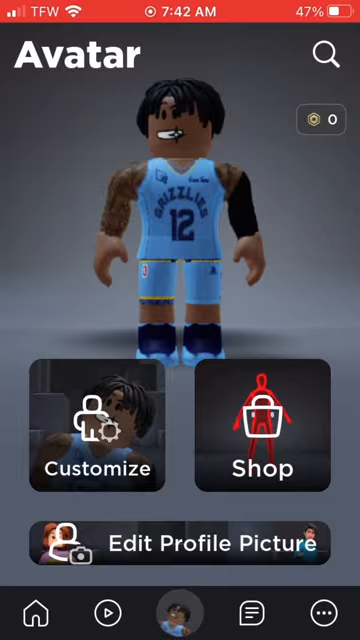 TFW 7:42 AM 47%
Avatar
0
GRIZZLIES
12
Customize
Shop
Edit Profile Picture